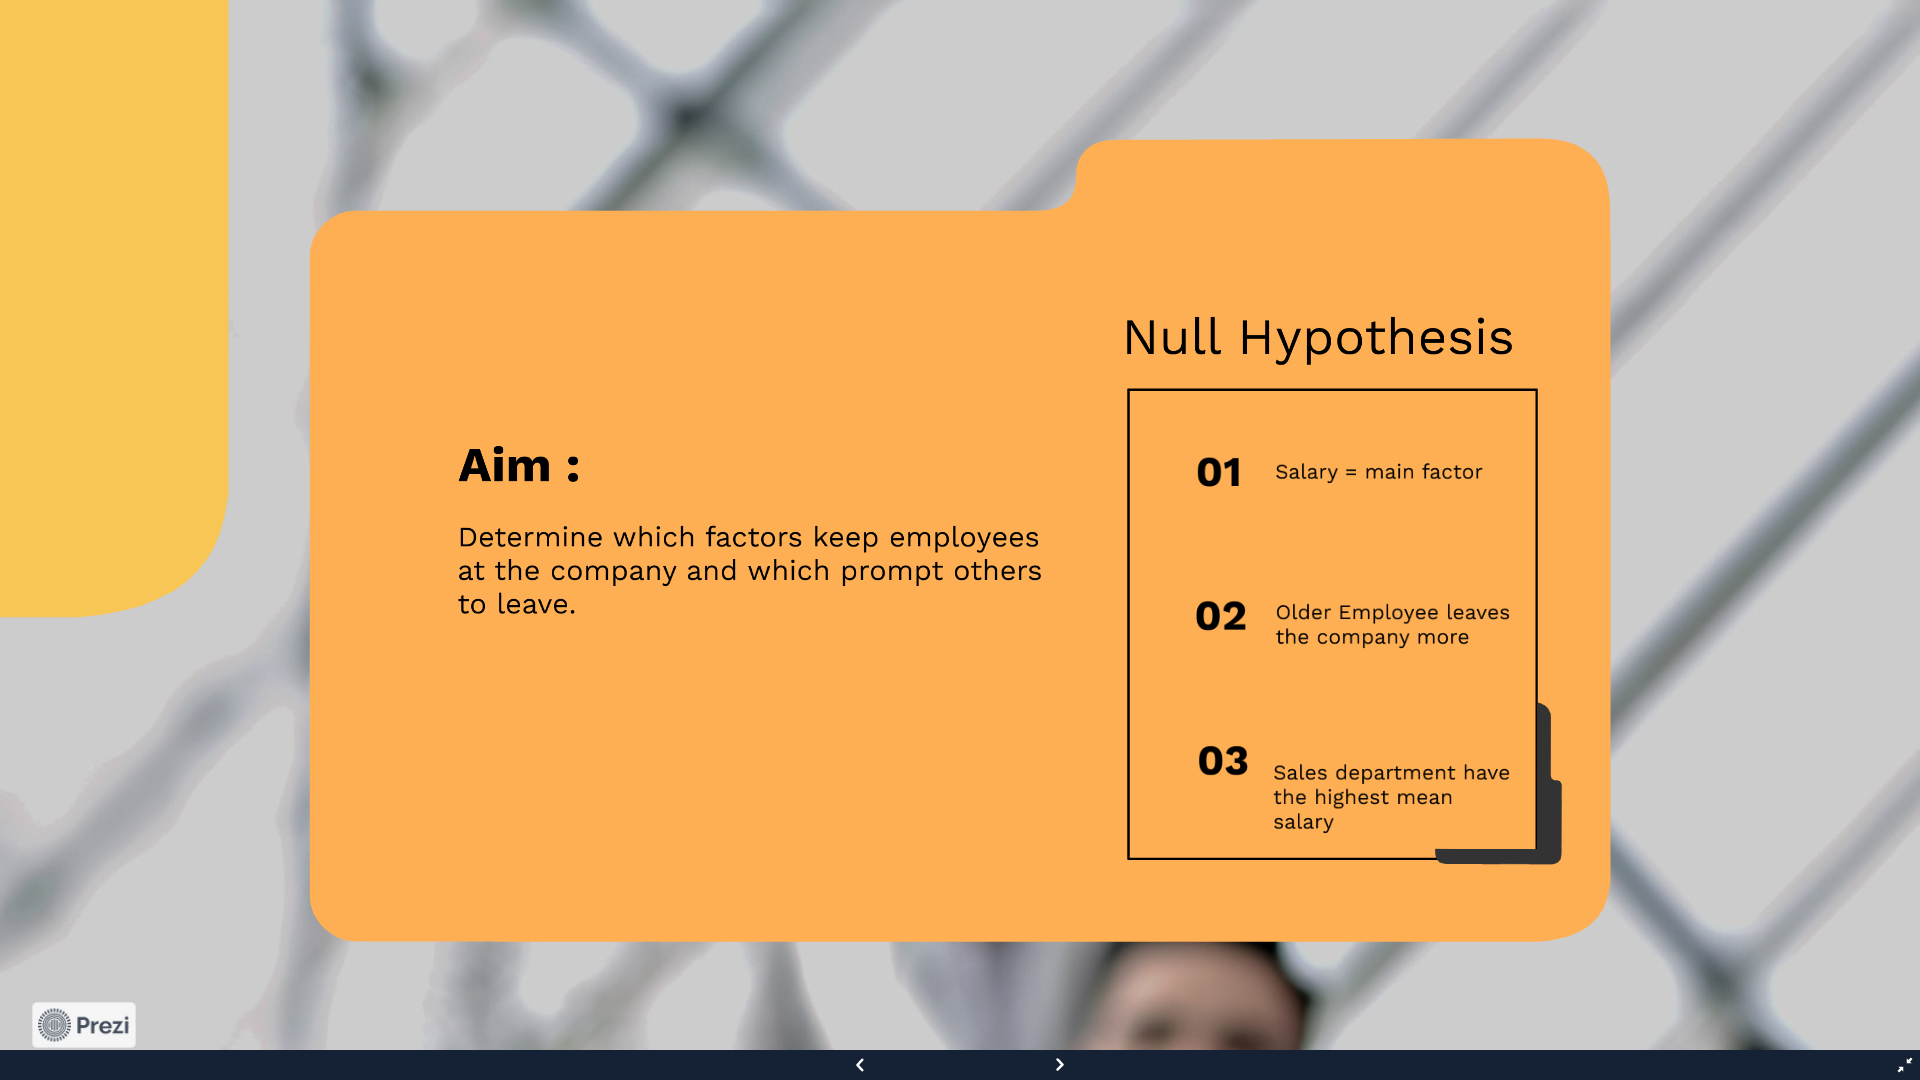 Aim :
Determine which factors keep employees
at the company and which prompt others
to leave.
Null Hypothesis
01 Salary = main factor
02 Older Employee leaves
the company more
03 Sales department have
the highest mean
salary
Prezi